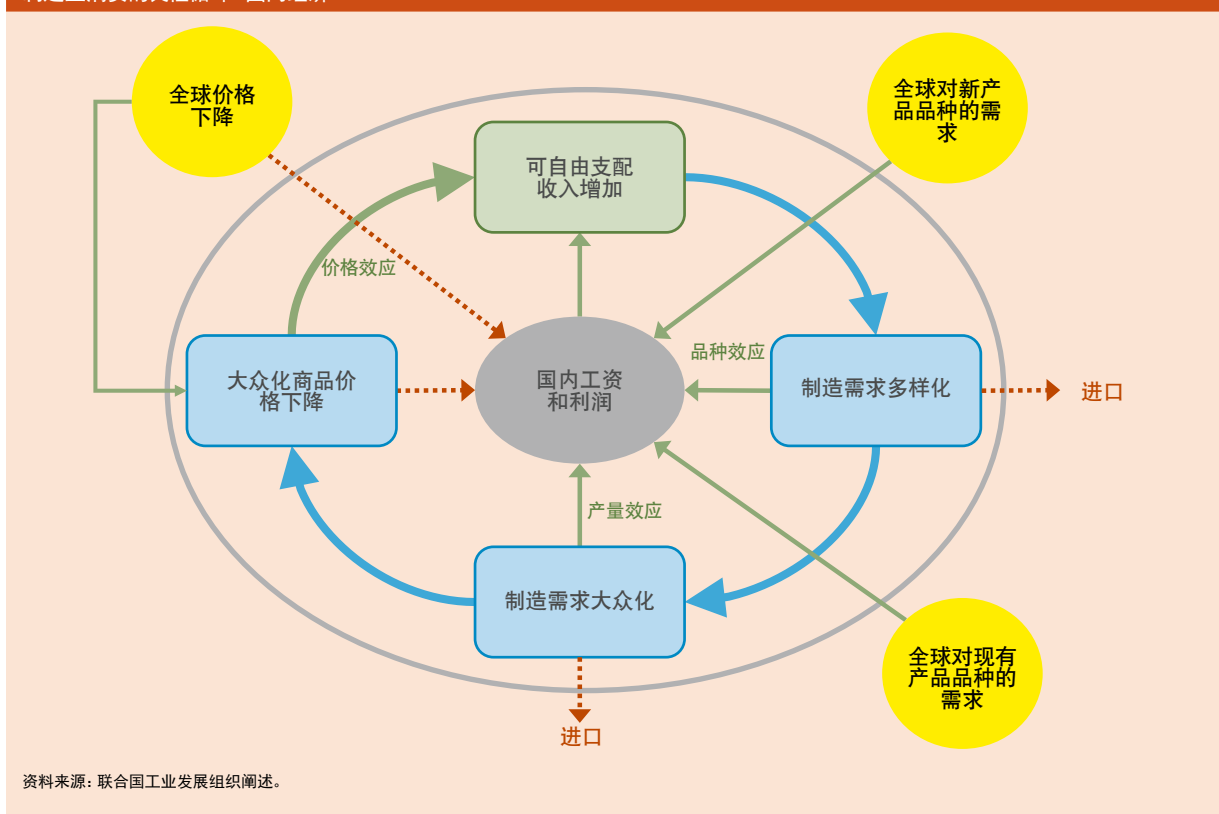 全球价格
下降
全球对新产
品品种的需
求
可自由支配
收入增加
价格效应
品种效应
大众化商品价
格下降
国内工资
和利润
制造需求多样化
进口
产量效应
制造需求大众化
全球对现有
产品品种的
需求
进口
资料来源：联合国工业发展组织阐述。